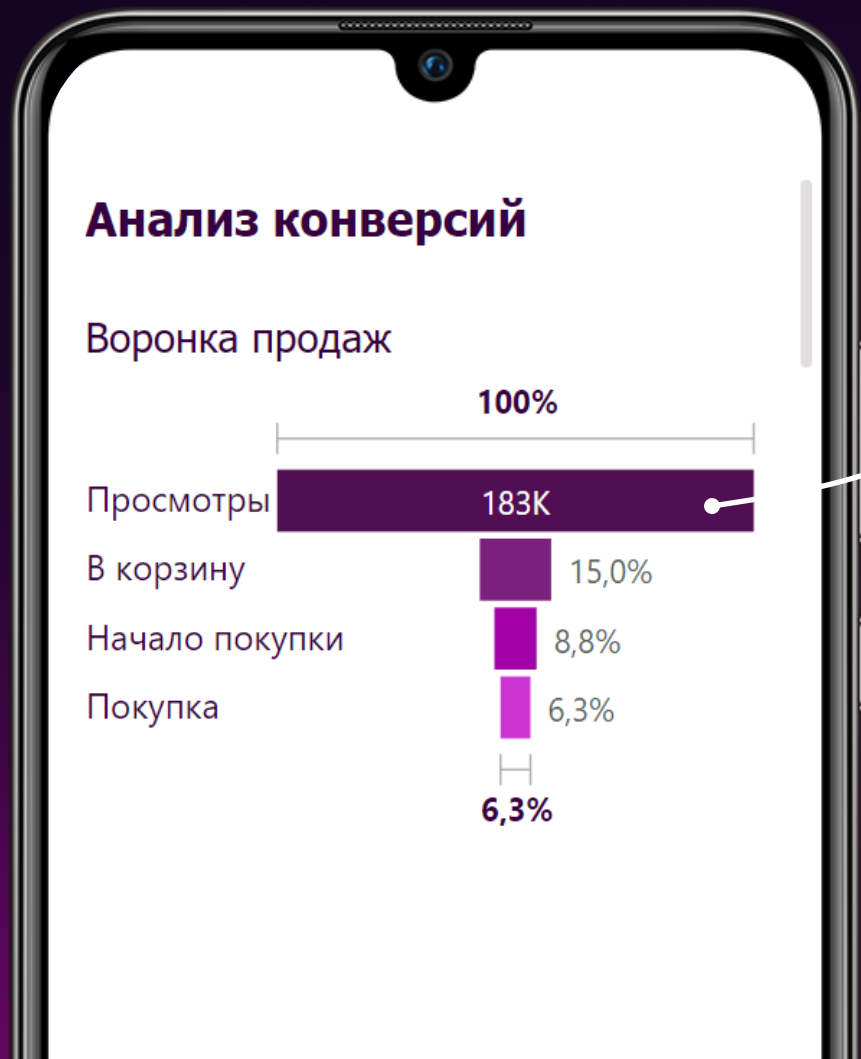 Анализ конверсий
Воронка продаж
100%
Просмотры 183K
В корзину 15,0%
Начало покупки 8,8%
Покупка 6,3%
6,3%